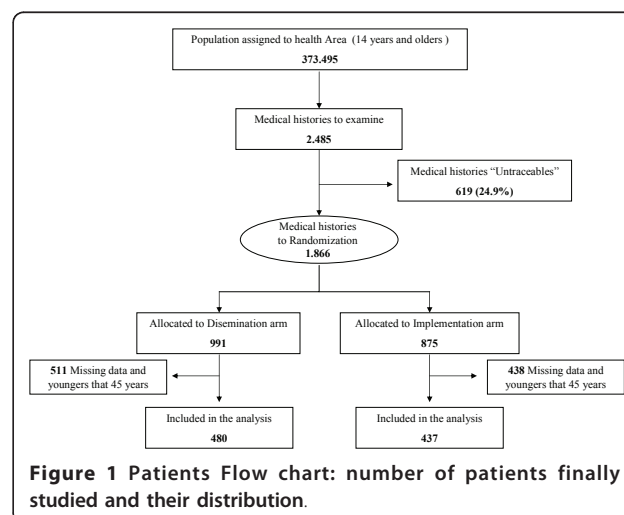 Population assigned to health Area (14 years and olders )
373.495
Medical histories to examine
2.485
Medical histories “Untraceables”
619 (24.9%)
Medical histories
to Randomization
1.866
Allocated to Disemination arm
991
Allocated to Implementation arm
875
511 Missing data and
youngers that 45 years
438 Missing data and
youngers that 45 years
Included in the analysis
480
Included in the analysis
437
Figure 1 Patients Flow chart: number of patients finally
studied and their distribution.